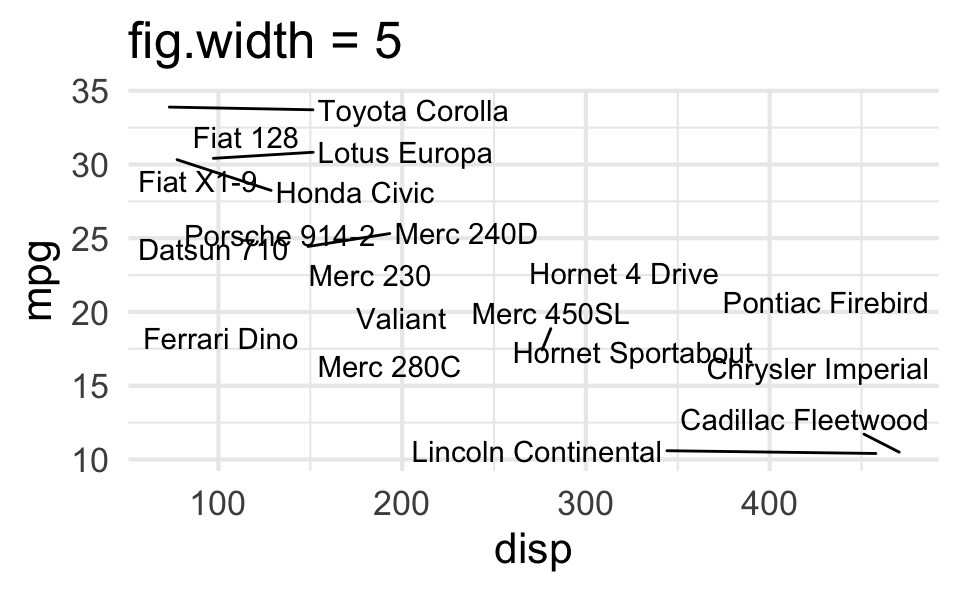 fig.width = 5
35
Toyota Corolla
Fiat 128
Lotus Europa
30
Fiat X1-9
Honda Civic
Porsche 914-2
Merc 240D
25
Datsun 710
Merc 230
Hornet 4 Drive
mpg
Pontiac Firebird
20
Valiant
Merc 450SL
Ferrari Dino
Hornet Sportabout
Merc 280C
Chrysler Imperial
15
Cadillac Fleetwood
Lincoln Continental
10
100 200 300 400
disp